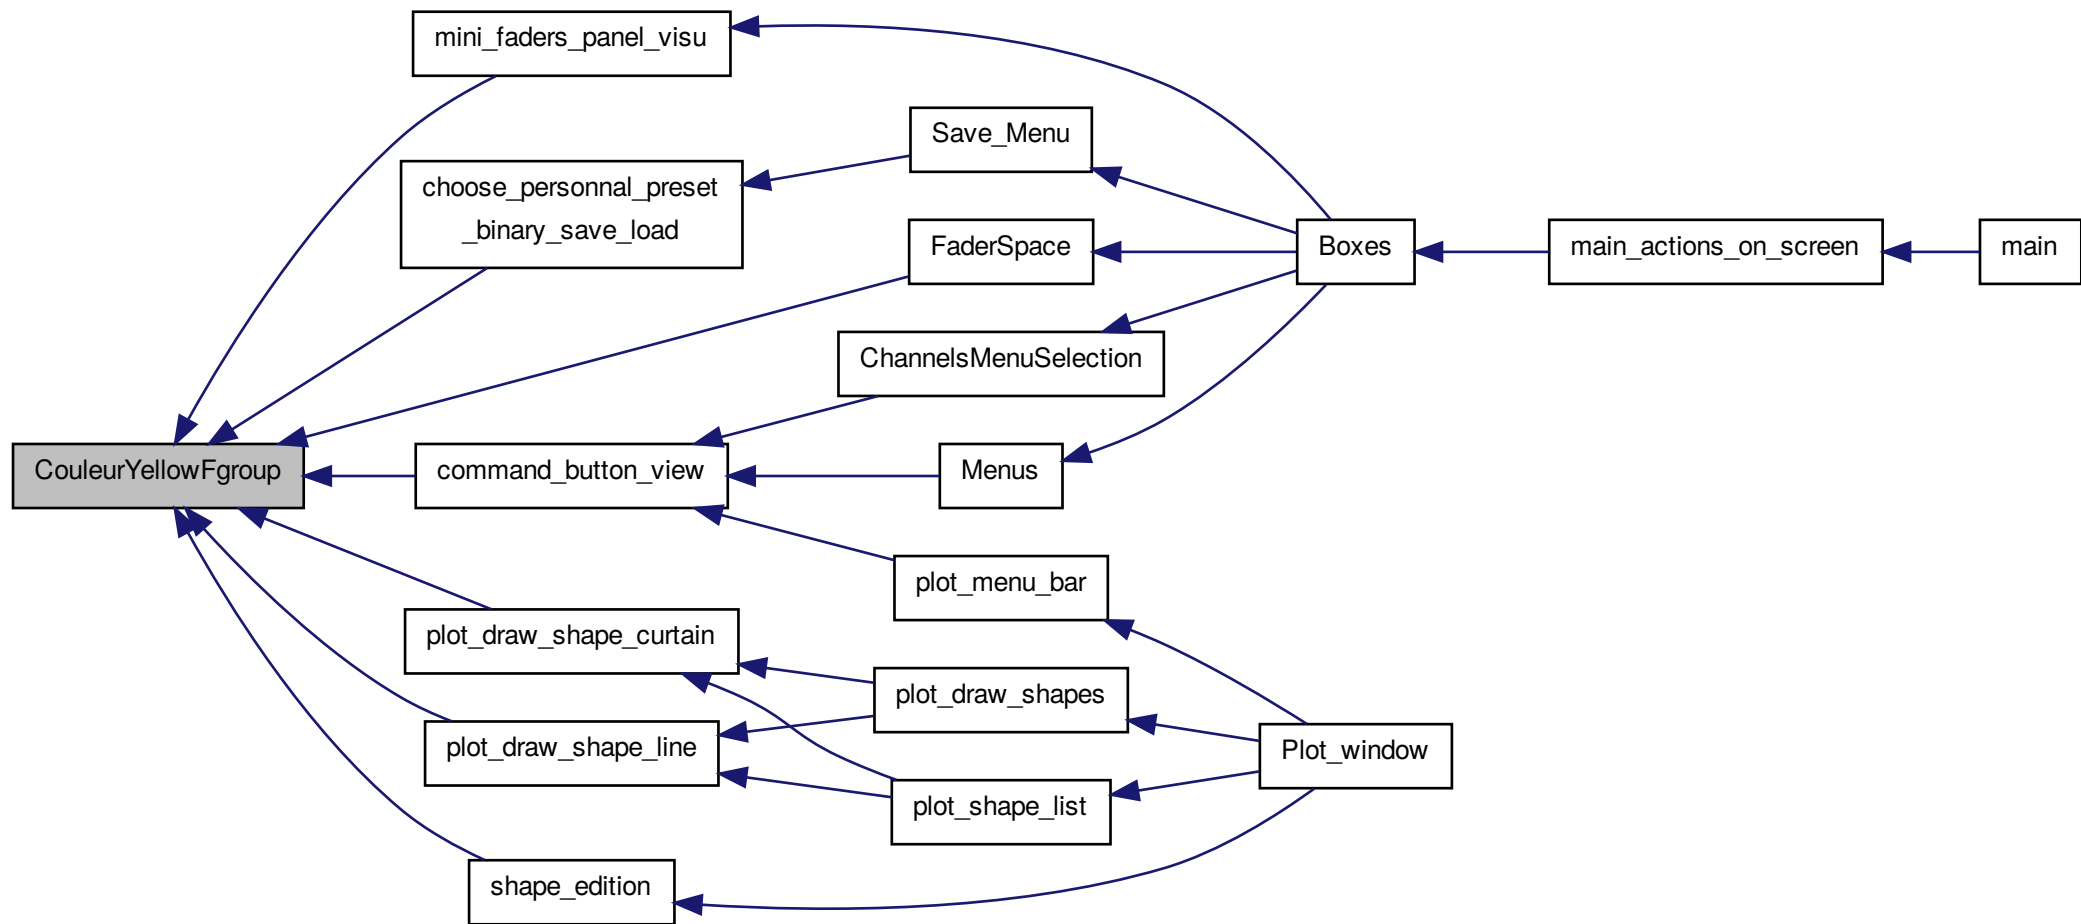 mini_faders_panel_visu
Save_Menu
choose_personnal_preset
_binary_save_load
FaderSpace
Boxes
main_actions_on_screen
main
ChannelsMenuSelection
CouleurYellowFgroup
command_button_view
Menus
plot_menu_bar
plot_draw_shape_curtain
plot_draw_shapes
plot_draw_shape_line
Plot_window
plot_shape_list
shape_edition